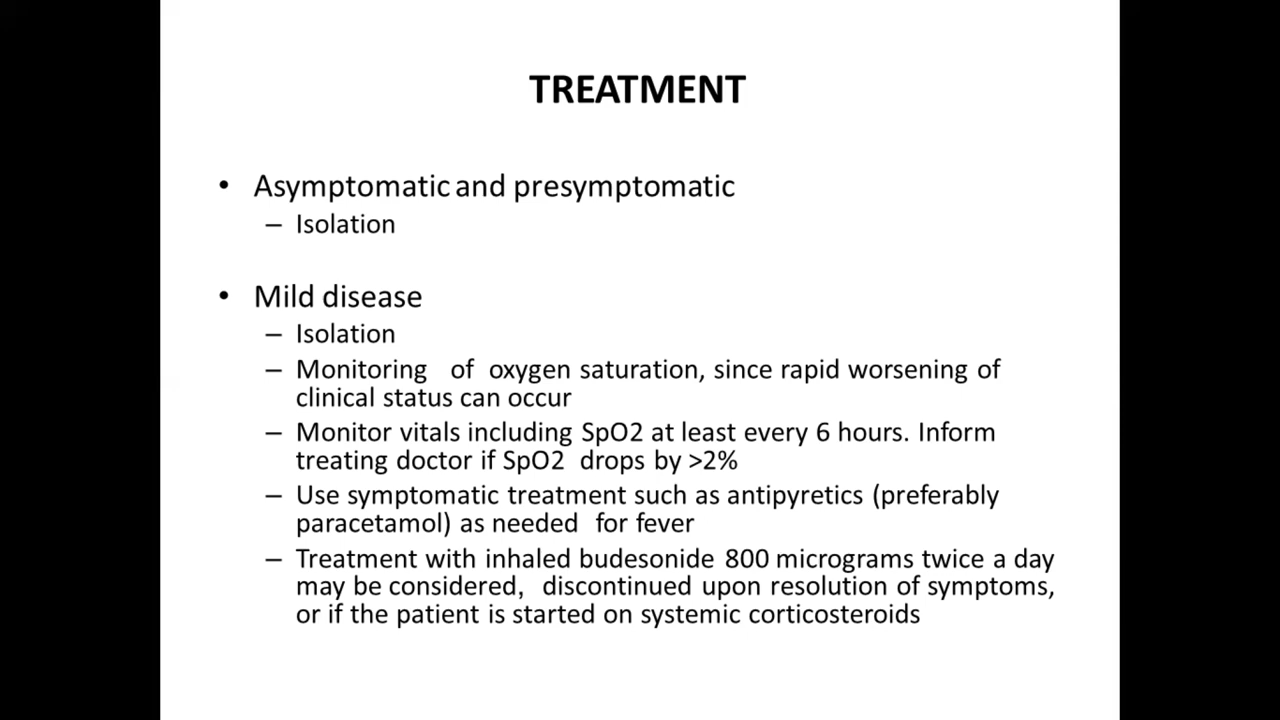 TREATMENT
• Asymptomatic and presymptomatic
– Isolation
• Mild disease
– Isolation
– Monitoring of oxygen saturation, since rapid worsening of
clinical status can occur
– Monitor vitals including SpO2 at least every 6 hours. Inform
treating doctor if SpO2 drops by >2%
– Use symptomatic treatment such as antipyretics (preferably
paracetamol) as needed for fever
– Treatment with inhaled budesonide 800 micrograms twice a day
may be considered, discontinued upon resolution of symptoms,
or if the patient is started on systemic corticosteroids